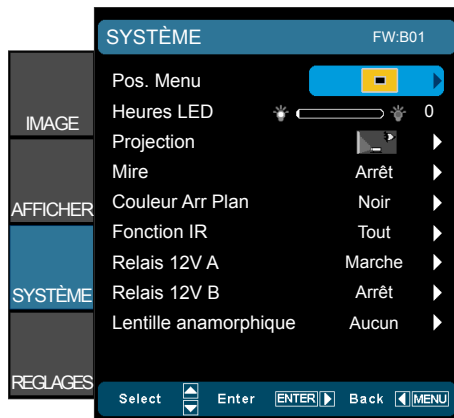 SYSTÈME FW:B01
Pos. Menu
Heures LED 0
Projection
Mire Arrêt
Couleur Arr Plan Noir
Fonction IR Tout
Relais 12V A Marche
Relais 12V B Arrêt
Lentille anamorphique Aucun
IMAGE
AFFICHER
SYSTÈME
REGLAGES
Select Enter ENTER Back MENU